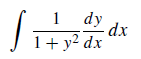 ∫ 1/(1 + y²) dy/dx dx